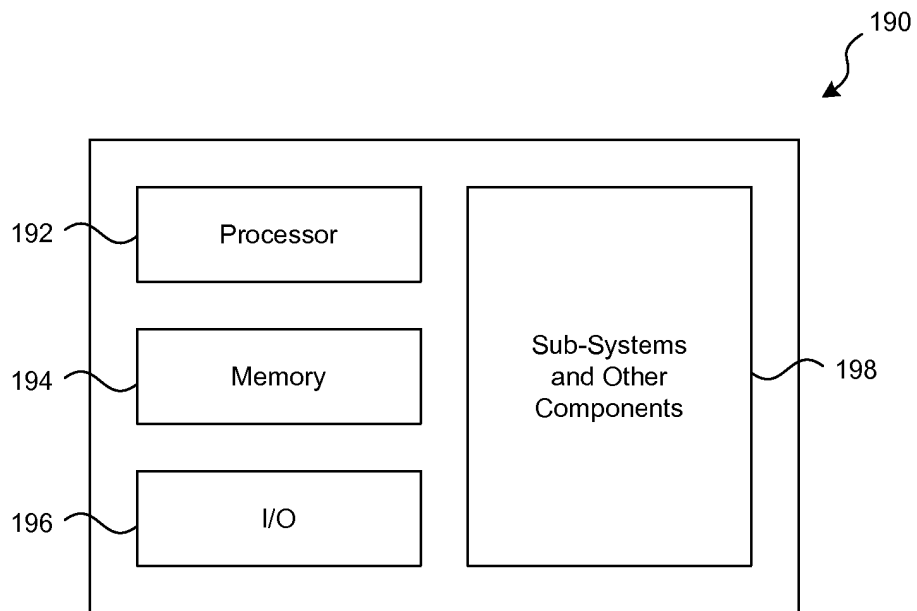 190
192
Processor
194
Memory
196
I/O
Sub-Systems
and Other
Components
198